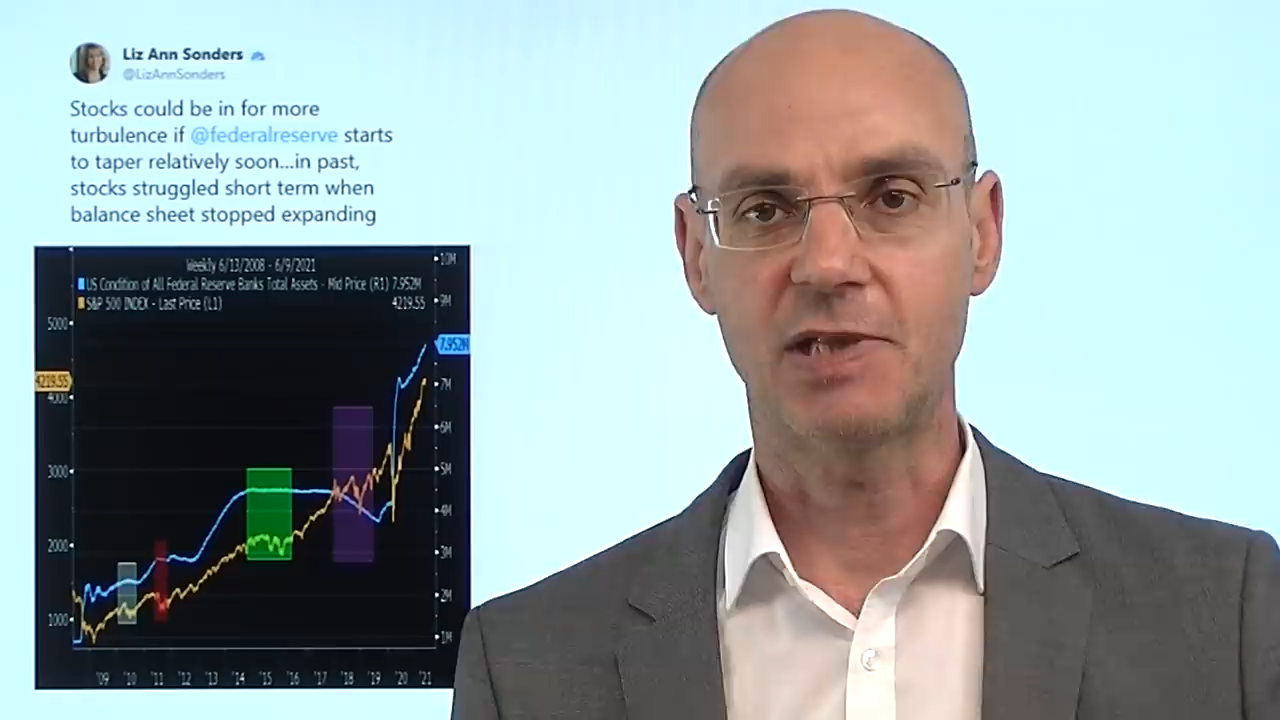 Liz Ann Sonders
@LizAnnSonders
Stocks could be in for more
turbulence if @federalreserve starts
to taper relatively soon...in past,
stocks struggled short term when
balance sheet stopped expanding
Weekly 6/13/2008 - 6/9/2021
US Condition of All Federal Reserve Banks Total Assets - Mid Price (R1) 7.952M
S&P 500 INDEX - Last Price (L1) 4219.55
10M
9M
5000
7.952M
4219.55
7M
4000
6M
3000
5M
4M
2000
3M
2M
1000
1M
'09 '10 '11 '12 '13 '14 '15 '16 '17 '18 '19 '20 '21